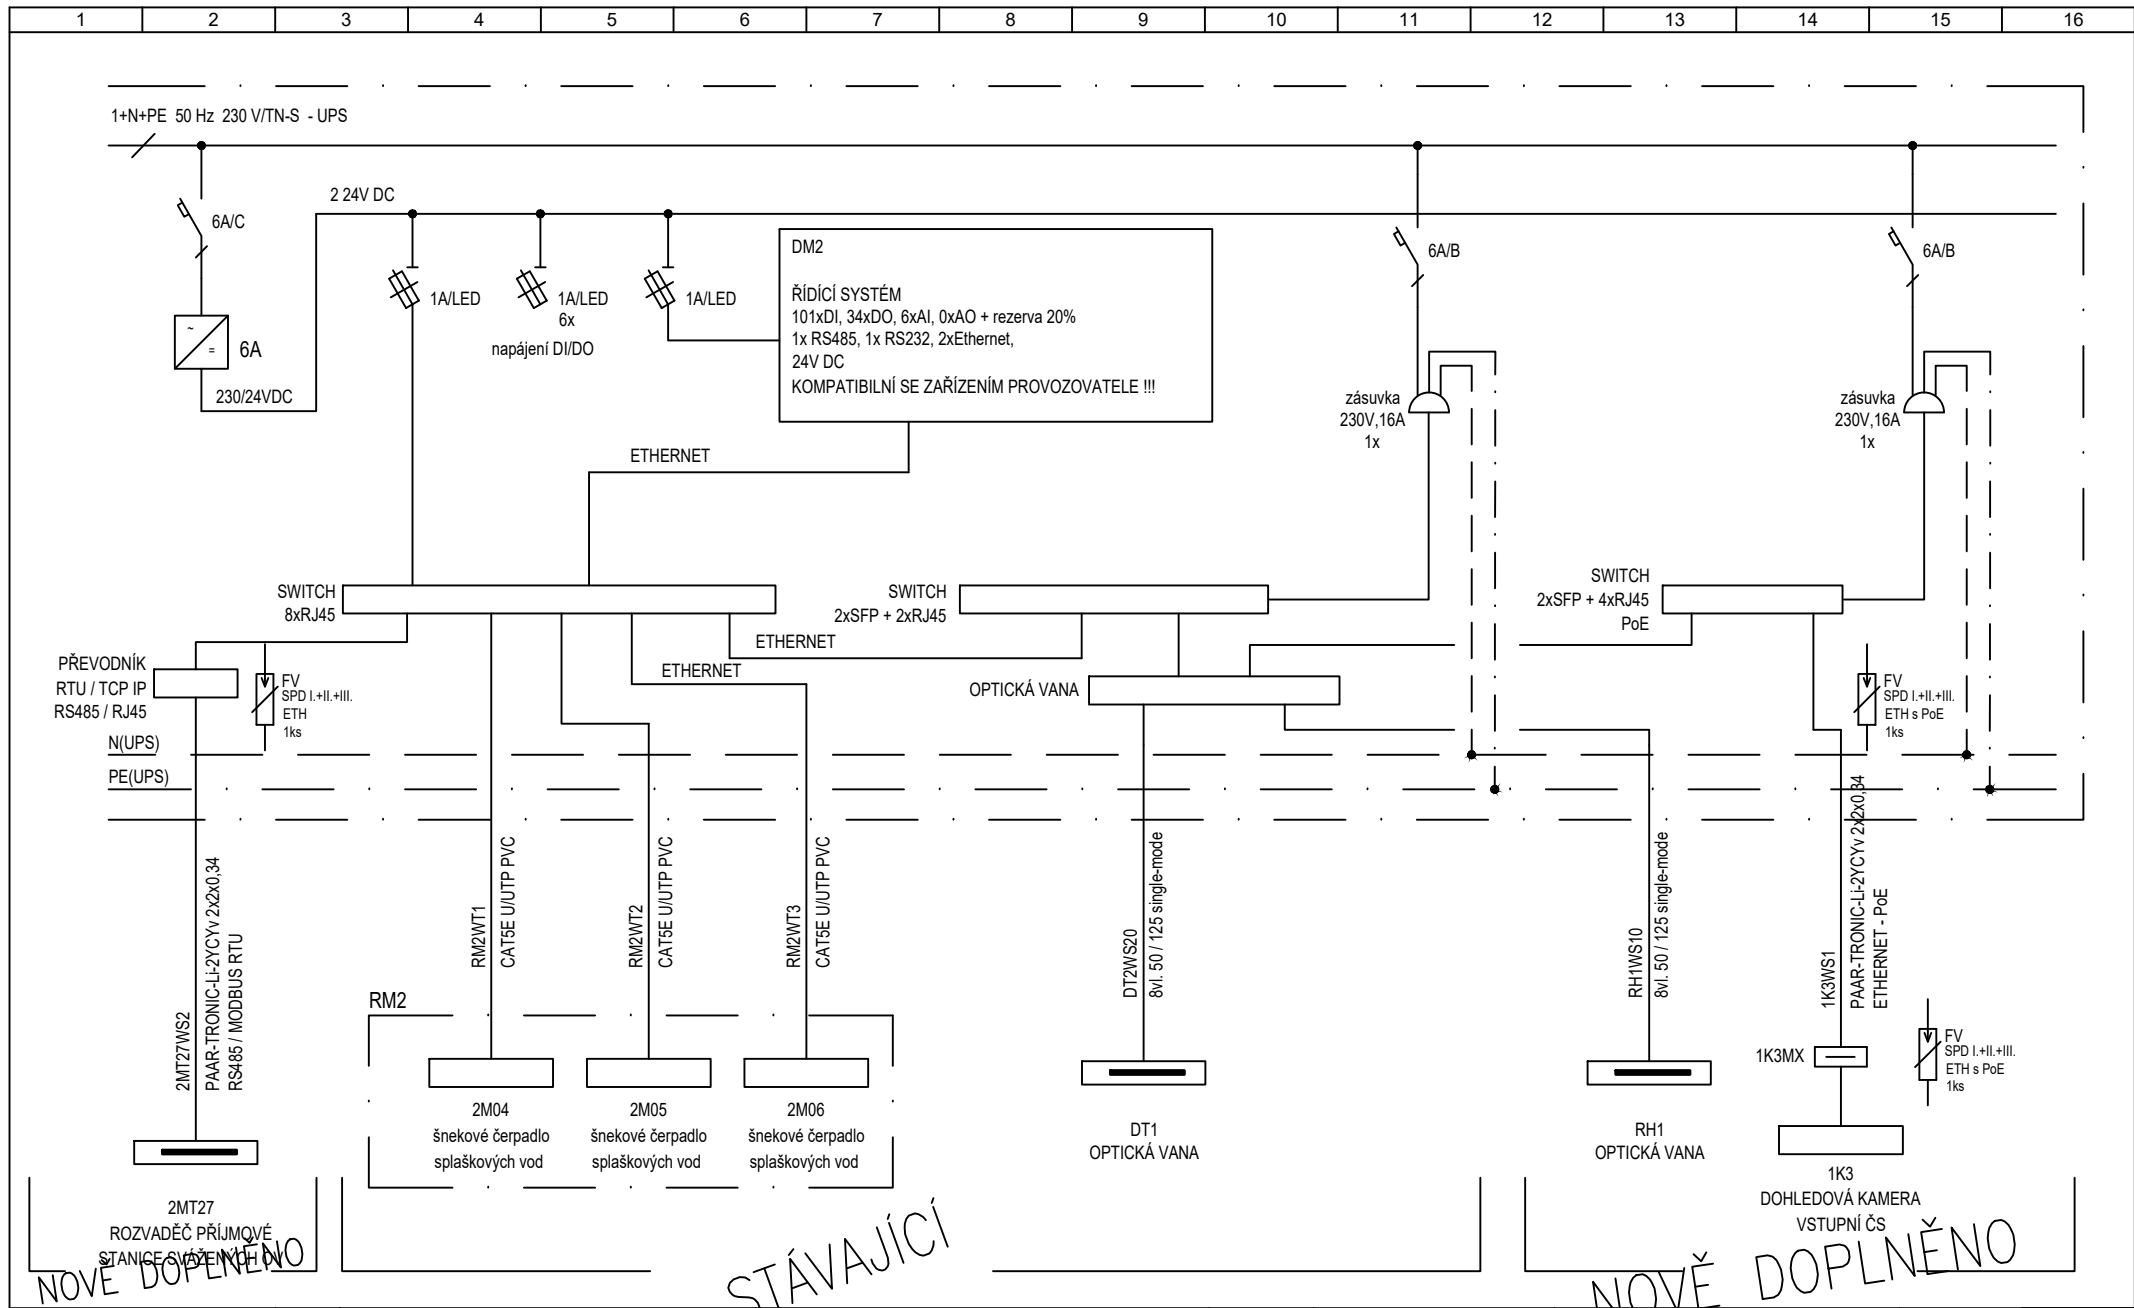 1 2 3 4 5 6 7 8 9 10 11 12 13 14 15 16
1+N+PE 50 Hz 230 V/TN-S - UPS
2 24V DC
6A/C
6A
230/24VDC
1A/LED
1A/LED
6x
napájení DI/DO
1A/LED
DM2
ŘÍDÍCÍ SYSTÉM
101xDI, 34xDO, 6xAI, 0xAO + rezerva 20%
1x RS485, 1x RS232, 2xEthernet,
24V DC
KOMPATIBILNÍ SE ZAŘÍZENÍM PROVOZOVATELE !!!
6A/B
zásuvka
230V,16A
1x
6A/B
zásuvka
230V,16A
1x
ETHERNET
SWITCH
8xRJ45
SWITCH
2xSFP + 2xRJ45
SWITCH
2xSFP + 4xRJ45
PoE
ETHERNET
ETHERNET
PŘEVODNÍK
RTU / TCP IP
RS485 / RJ45
FV
SPD I.+II.+III.
ETH
1ks
OPTICKÁ VANA
FV
SPD I.+II.+III.
ETH s PoE
1ks
N(UPS)
PE(UPS)
2MT27WS2
PAAR-TRONIC-Li-2YCYv 2x2x0,34
RS485 / MODBUS RTU
RM2WT1
CAT5E U/UTP PVC
RM2WT2
CAT5E U/UTP PVC
RM2WT3
CAT5E U/UTP PVC
DT2WS20
8vl. 50 / 125 single-mode
RH1WS10
8vl. 50 / 125 single-mode
1K3WS1
PAAR-TRONIC-Li-2YCYv 2x2x0,34
ETHERNET - PoE
RM2
2M04
šnekové čerpadlo
splaškových vod
2M05
šnekové čerpadlo
splaškových vod
2M06
šnekové čerpadlo
splaškových vod
DT1
OPTICKÁ VANA
RH1
OPTICKÁ VANA
1K3MX
FV
SPD I.+II.+III.
ETH s PoE
1ks
1K3
DOHLEDOVÁ KAMERA
VSTUPNÍ ČS
2MT27
ROZVADĚČ PŘÍJMOVÉ
STANICE SVÁŽENÝCH OV
NOVĚ DOPLNĚNO
STÁVAJÍCÍ
NOVĚ DOPLNĚNO